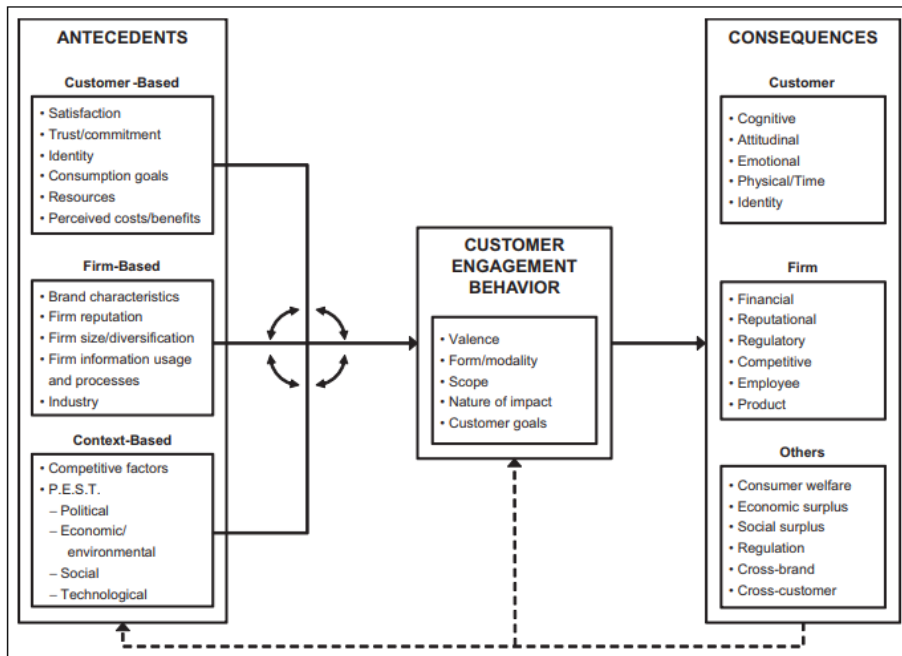 ANTECEDENTS
Customer-Based
• Satisfaction
• Trust/commitment
• Identity
• Consumption goals
• Resources
• Perceived costs/benefits
Firm-Based
• Brand characteristics
• Firm reputation
• Firm size/diversification
• Firm information usage
and processes
• Industry
Context-Based
• Competitive factors
• P.E.S.T.
– Political
– Economic/
environmental
– Social
– Technological
CUSTOMER
ENGAGEMENT
BEHAVIOR
• Valence
• Form/modality
• Scope
• Nature of impact
• Customer goals
CONSEQUENCES
Customer
• Cognitive
• Attitudinal
• Emotional
• Physical/Time
• Identity
Firm
• Financial
• Reputational
• Regulatory
• Competitive
• Employee
• Product
Others
• Consumer welfare
• Economic surplus
• Social surplus
• Regulation
• Cross-brand
• Cross-customer